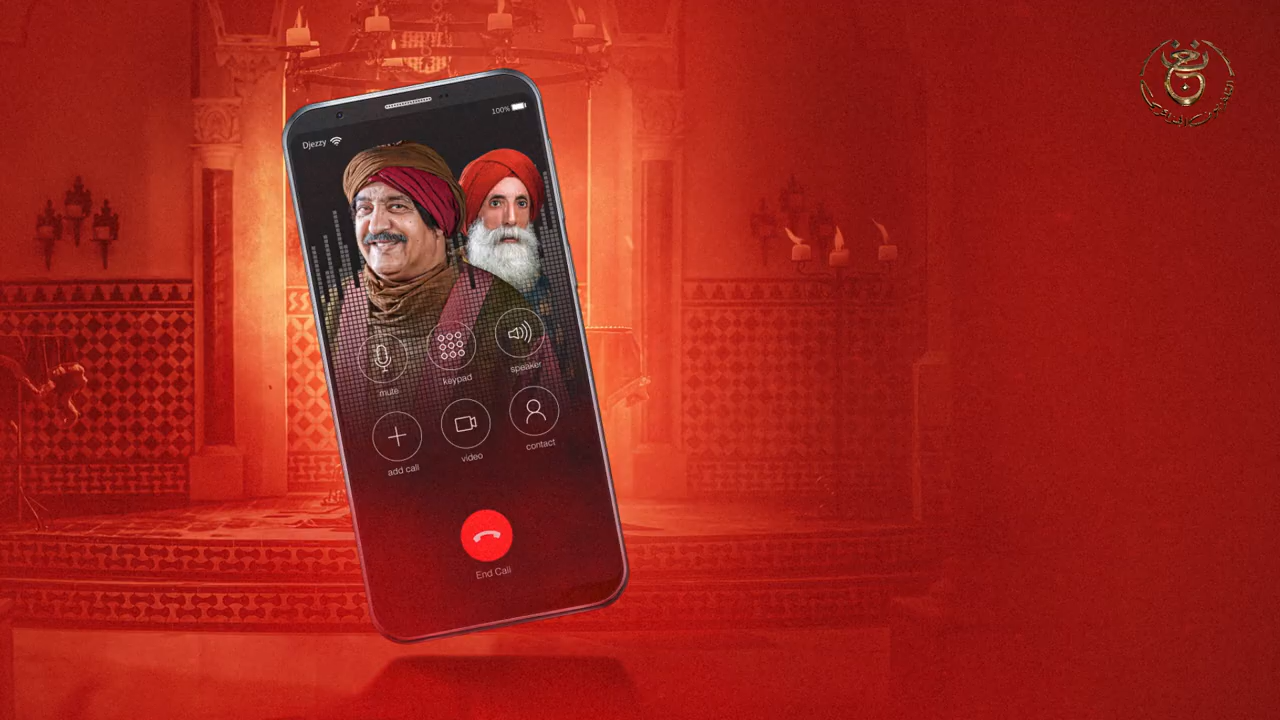 Djezzy
100%
mute
keypad
speaker
add call
video
contact
End Call